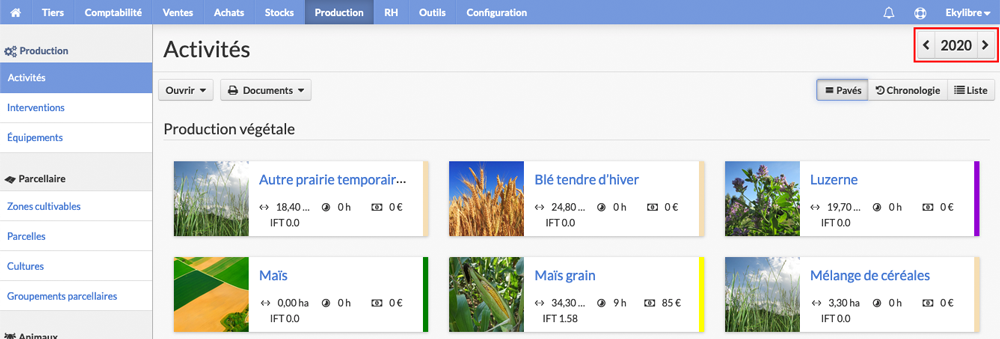 Tiers Comptabilité Ventes Achats Stocks Production RH Outils Configuration Ekylibre
Production
Activités
Interventions
Équipements
Parcellaire
Zones cultivables
Parcelles
Cultures
Groupements parcellaires
Animaux
Activités
2020
Ouvrir Documents Pavés Chronologie Liste
Production végétale
Autre prairie temporair...
18,40 ... 0 h 0 €
IFT 0.0
Blé tendre d'hiver
24,80 ... 0 h 0 €
IFT 0.0
Luzerne
19,70 ... 0 h 0 €
IFT 0.0
Maïs
0,00 ha 0 h 0 €
IFT 0.0
Maïs grain
34,30 ... 9 h 85 €
IFT 1.58
Mélange de céréales
3,30 ha 0 h 0 €
IFT 0.0